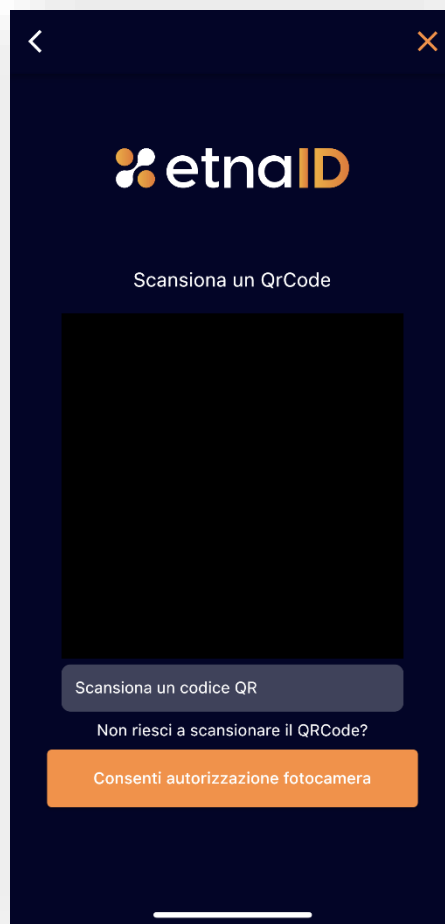 etnaID
Scansiona un QrCode
Scansiona un codice QR
Non riesci a scansionare il QRCode?
Consenti autorizzazione fotocamera